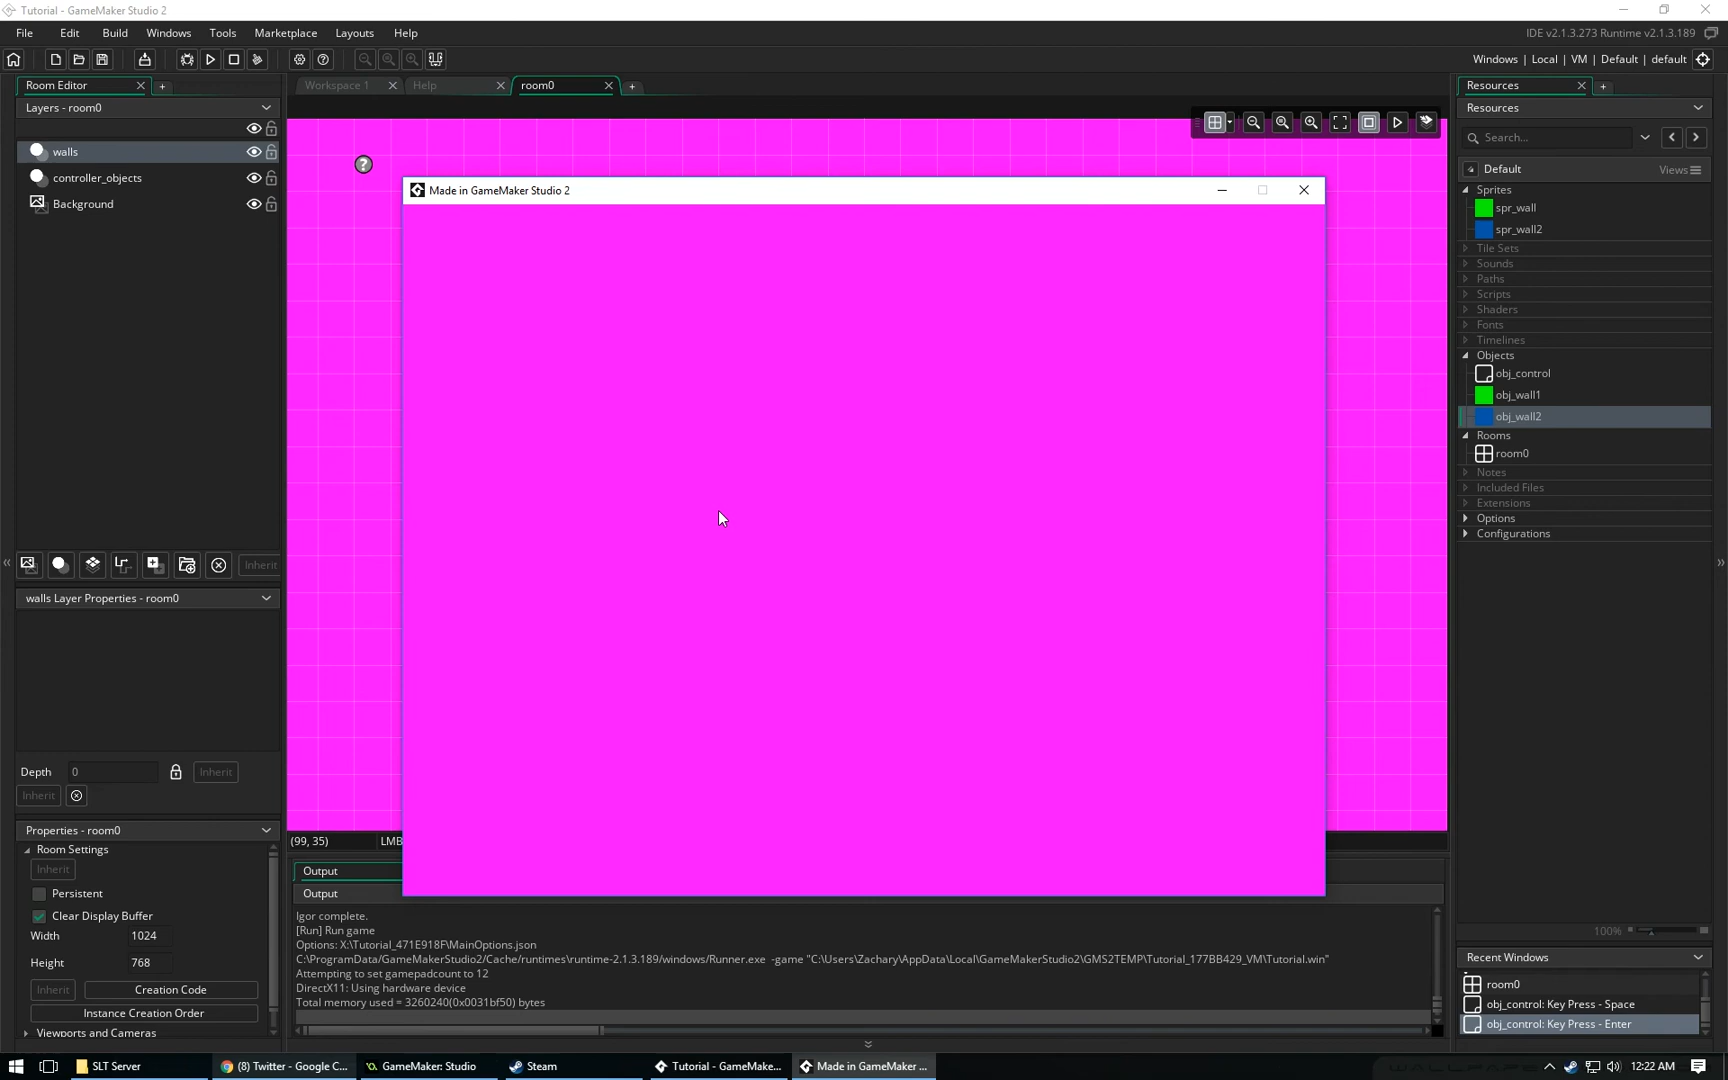 Tutorial - GameMaker Studio 2
File Edit Build Windows Tools Marketplace Layouts Help
IDE v2.1.3.273 Runtime v2.1.3.189
Windows | Local | VM | Default | default
Room Editor
Workspace 1
Help
room0
Resources
Layers - room0
Resources
walls
controller_objects
Background
Search...
Default
Views
Sprites
spr_wall
spr_wall2
Tile Sets
Sounds
Paths
Scripts
Shaders
Fonts
Timelines
Objects
obj_control
obj_wall1
obj_wall2
Rooms
room0
Notes
Included Files
Extensions
Options
Configurations
Made in GameMaker Studio 2
Inherit
walls Layer Properties - room0
Depth 0 Inherit
Inherit
Properties - room0
Room Settings
Inherit
Persistent
Clear Display Buffer
Width 1024
Height 768
Inherit Creation Code
Instance Creation Order
Viewports and Cameras
(99, 35) LMB
Output
Output
Igor complete.
[Run] Run game
Options: X:\Tutorial_471E918F\MainOptions.json
C:\ProgramData/GameMakerStudio2/Cache/runtimes\runtime-2.1.3.189/windows/Runner.exe -game "C:\Users\Zachary\AppData\Local\GameMakerStudio2\GMS2TEMP\Tutorial_177BB429_VM\Tutorial.win"
Attempting to set gamepadcount to 12
DirectX11: Using hardware device
Total memory used = 3260240(0x0031bf50) bytes
100%
Recent Windows
room0
obj_control: Key Press - Space
obj_control: Key Press - Enter
SLT Server
(8) Twitter - Google C...
GameMaker: Studio
Steam
Tutorial - GameMake...
Made in GameMaker ...
12:22 AM